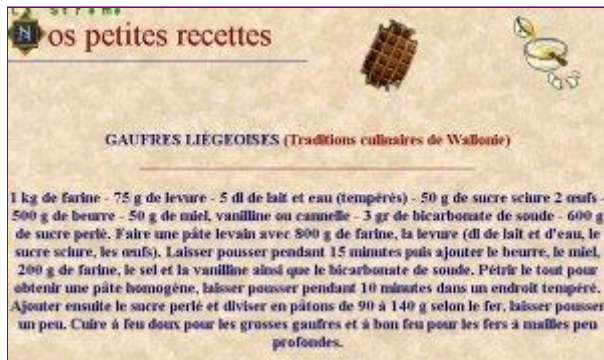 La Strème
Nos petites recettes
GAUFRES LIÉGEOISES (Traditions culinaires de Wallonie)
1 kg de farine - 75 g de levure - 5 dl de lait et eau (tempérés) - 50 g de sucre sciure 2 œufs -
500 g de beurre - 50 g de miel, vanilline ou cannelle - 3 gr de bicarbonate de soude - 600 g
de sucre perlé. Faire une pâte levain avec 800 g de farine, la levure (dl de lait et d'eau, le
sucre sciure, les œufs). Laisser pousser pendant 15 minutes puis ajouter le beurre, le miel,
200 g de farine, le sel et la vanilline ainsi que le bicarbonate de soude. Pétrir le tout pour
obtenir une pâte homogène, laisser pousser pendant 10 minutes dans un endroit tempéré.
Ajouter ensuite le sucre perlé et diviser en pâtons de 90 à 140 g selon le fer, laisser pousser
un peu. Cuire à feu doux pour les grosses gaufres et à bon feu pour les fers à mailles peu
profondes.